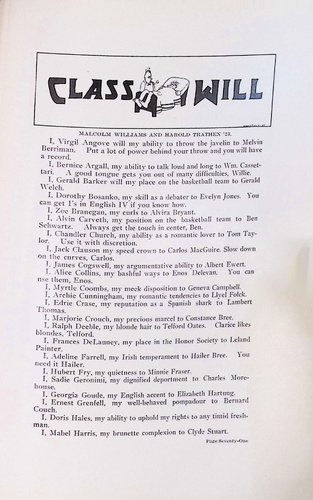 CLASS A WILL
MALCOLM WILLIAMS AND HAROLD TRATHEN '23.
I, Virgil Angove will my ability to throw the javelin to Melvin
Berriman. Put a lot of power behind your throw and you will have
a record.
I, Bernice Argall, my ability to talk loud and long to Wm. Casset-
tari. A good tongue gets you out of many difficulties, Willie.
I, Gerald Barker will my place on the basketball team to Gerald
Welch.
I, Dorothy Bosanko, my skill as a debater to Evelyn Jones. You
can get 1's in English IV if you know how.
I, Zoe Branegan, my curls to Alvira Bryant.
I, Alvin Carveth, my position on the basketball team to Ben
Schwartz. Always get the touch in center, Ben.
I, Chandler Church, my ability as a romantic lover to Tom Tay-
lor. Use it with discretion.
I, Jack Clauson my speed crown to Carlos MacGuire. Slow down
on the curves, Carlos.
I, James Cogswell, my argumentative ability to Albert Ewert.
I, Alice Collins, my bashful ways to Enos Delevan. You can
use them, Enos.
I, Myrtle Coombs, my meek disposition to Genera Campbell.
I, Archie Cunningham, my romantic tendencies to Llyel Folck.
I, Edric Crase, my reputation as a Spanish shark to Lambert
Thomas.
I, Marjorie Crouch, my precious marcel to Constance Bree.
I, Ralph Deeble, my blonde hair to Telford Oates. Clarice likes
blondes, Telford.
I, Frances DeLauney, my place in the Honor Society to Leland
Painter.
I, Adeline Farrell, my Irish temperament to Hailer Bree. You
need it Hailer.
I, Hubert Fry, my quietness to Minnie Fraser.
I, Sadie Geronimi, my dignified deportment to Charles More-
house.
I, Georgia Goude, my English accent to Elizabeth Hartung.
I, Ernest Grenfell, my well-behaved pompadour to Bernard
Couch.
I, Doris Hales, my ability to uphold my rights to any timid fresh-
man.
I, Mabel Harris, my brunette complexion to Clyde Stuart.
Page Seventy-One